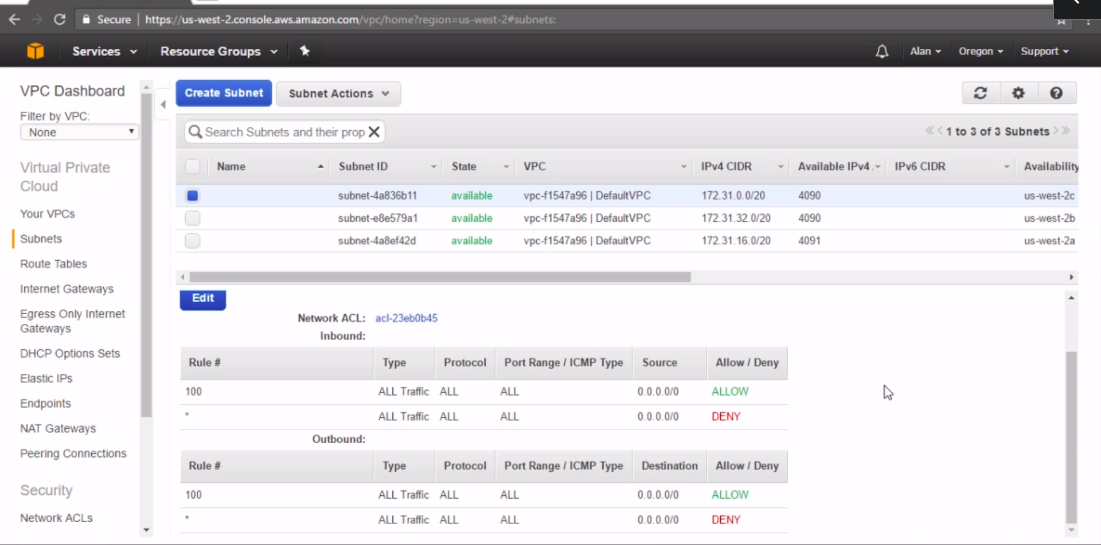 Secure https://us-west-2.console.aws.amazon.com/vpc/home?region=us-west-2#subnets:
Services Resource Groups Alan Oregon Support
VPC Dashboard
Filter by VPC:
None
Virtual Private
Cloud
Your VPCs
Subnets
Route Tables
Internet Gateways
Egress Only Internet
Gateways
DHCP Options Sets
Elastic IPs
Endpoints
NAT Gateways
Peering Connections
Security
Network ACLs
Create Subnet Subnet Actions
Search Subnets and their prop 1 to 3 of 3 Subnets
Name Subnet ID State VPC IPv4 CIDR Available IPv4 IPv6 CIDR Availability
subnet-4a836b11 available vpc-f1547a96 | DefaultVPC 172.31.0.0/20 4090 us-west-2c
subnet-e8e579a1 available vpc-f1547a96 | DefaultVPC 172.31.32.0/20 4090 us-west-2b
subnet-4a8ef42d available vpc-f1547a96 | DefaultVPC 172.31.16.0/20 4091 us-west-2a
Edit
Network ACL: acl-23eb0b45
Inbound:
Rule # Type Protocol Port Range / ICMP Type Source Allow / Deny
100 ALL Traffic ALL ALL 0.0.0.0/0 ALLOW
* ALL Traffic ALL ALL 0.0.0.0/0 DENY
Outbound:
Rule # Type Protocol Port Range / ICMP Type Destination Allow / Deny
100 ALL Traffic ALL ALL 0.0.0.0/0 ALLOW
* ALL Traffic ALL ALL 0.0.0.0/0 DENY